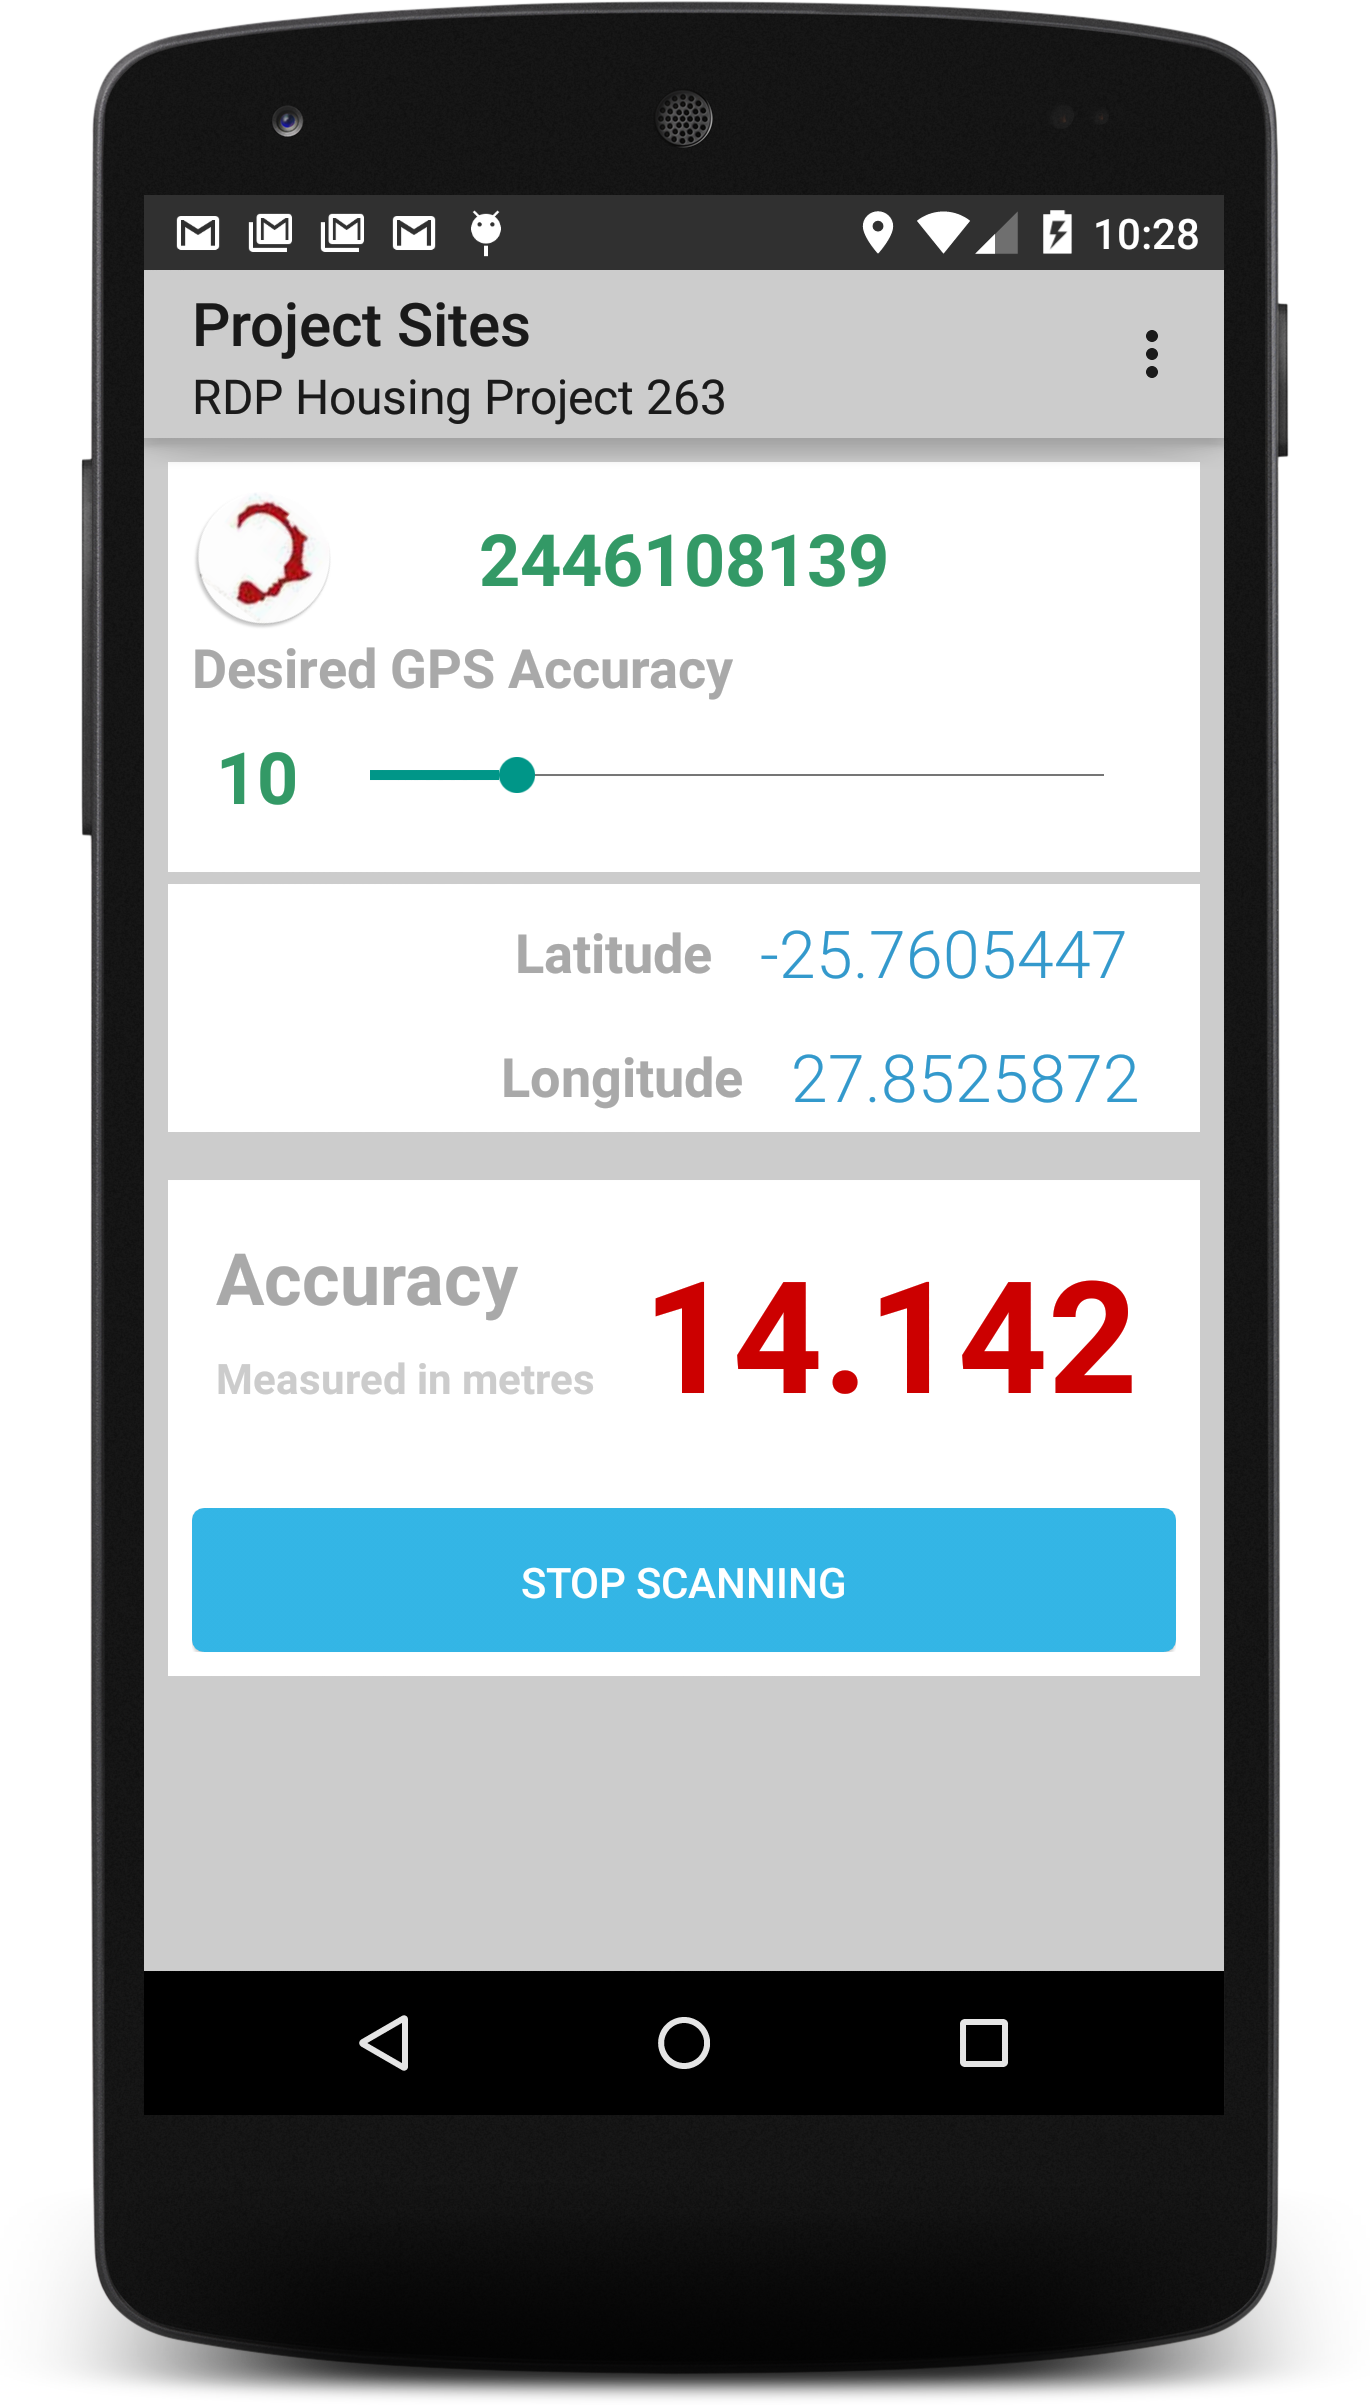 10:28
Project Sites
RDP Housing Project 263
2446108139
Desired GPS Accuracy
10
Latitude -25.7605447
Longitude 27.8525872
Accuracy
14.142
Measured in metres
STOP SCANNING